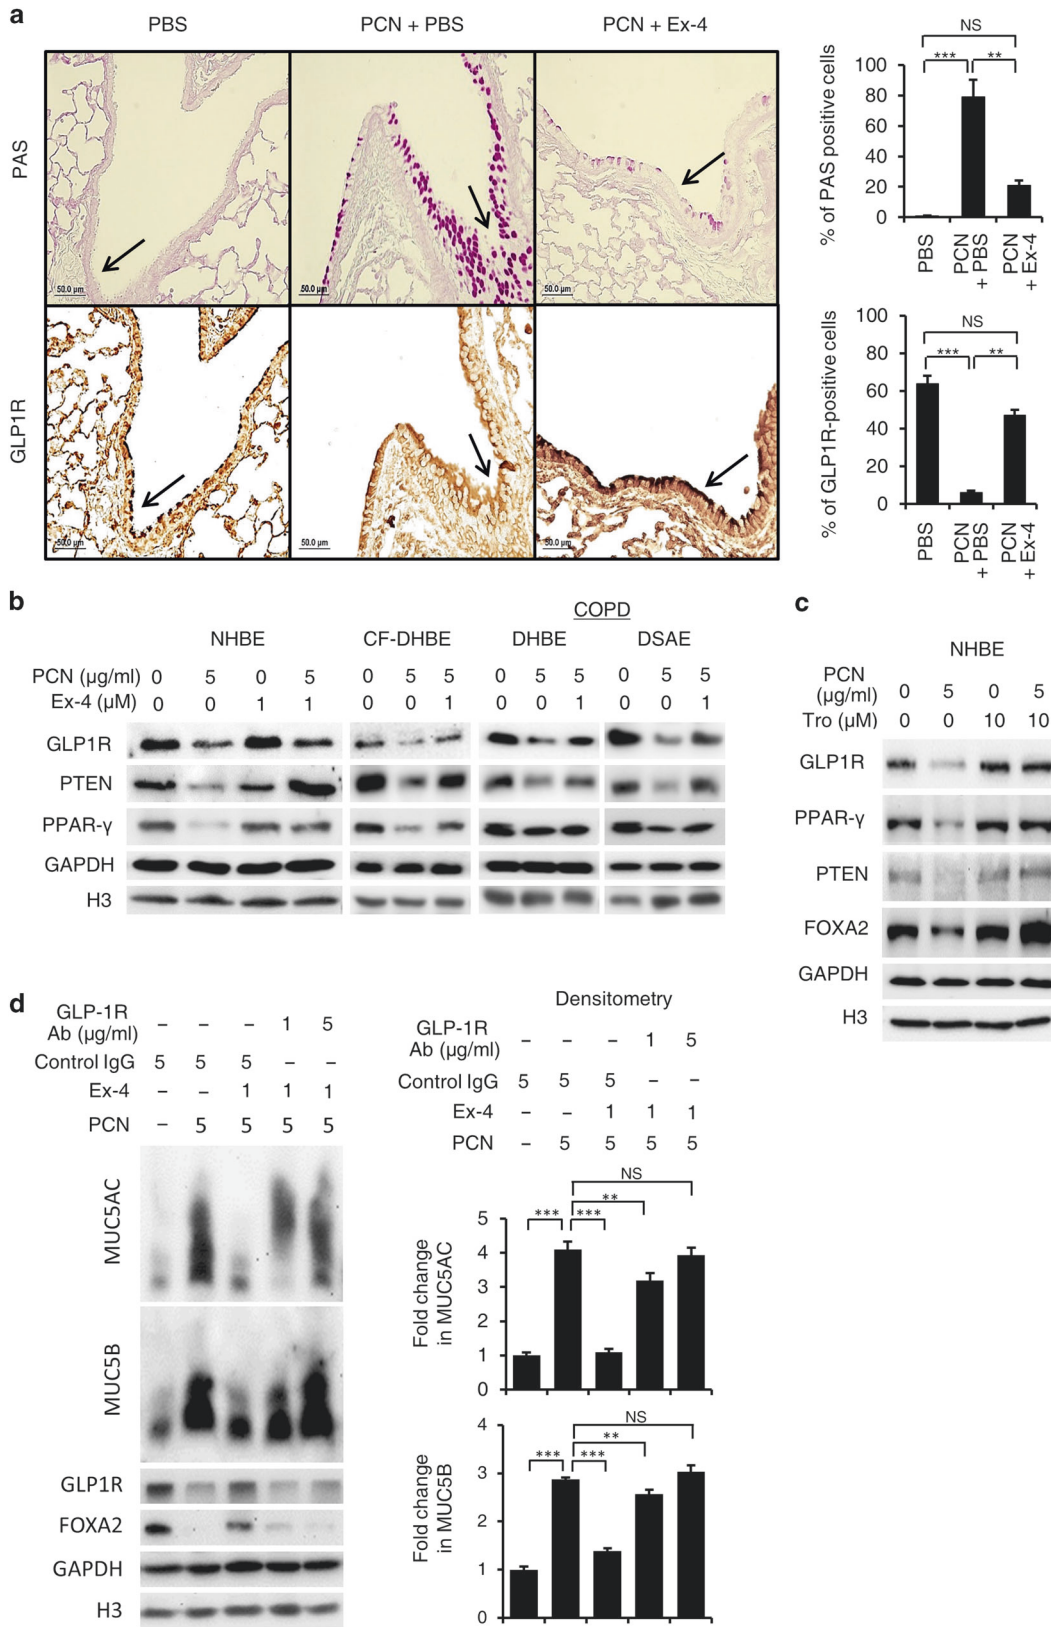 a
PBS
PCN + PBS
PCN + Ex-4
PAS
50.0 µm
50.0 µm
50.0 µm
GLP1R
50.0 µm
50.0 µm
50.0 µm
NS
*** **
% of PAS positive cells
100
80
60
40
20
0
PBS
PCN
+ PBS
PCN
+ Ex-4
NS
*** **
% of GLP1R-positive cells
100
80
60
40
20
0
PBS
PCN
+ PBS
PCN
+ Ex-4
b
COPD
NHBE CF-DHBE DHBE DSAE
PCN (µg/ml) 0 5 0 5 0 5 5 0 5 5 0 5 5
Ex-4 (µM) 0 0 1 1 0 0 1 0 0 1 0 0 1
GLP1R
PTEN
PPAR-γ
GAPDH
H3
c
NHBE
PCN
(µg/ml) 0 5 0 5
Tro (µM) 0 0 10 10
GLP1R
PPAR-γ
PTEN
FOXA2
GAPDH
H3
d
GLP-1R
Ab (µg/ml) – – – 1 5
Control IgG 5 5 5 – –
Ex-4 – – 1 1 1
PCN – 5 5 5 5
MUC5AC
MUC5B
GLP1R
FOXA2
GAPDH
H3
Densitometry
GLP-1R
Ab (µg/ml) – – – 1 5
Control IgG 5 5 5 – –
Ex-4 – – 1 1 1
PCN – 5 5 5 5
NS
**
*** ***
Fold change
in MUC5AC
5
4
3
2
1
0
NS
**
*** ***
Fold change
in MUC5B
4
3
2
1
0